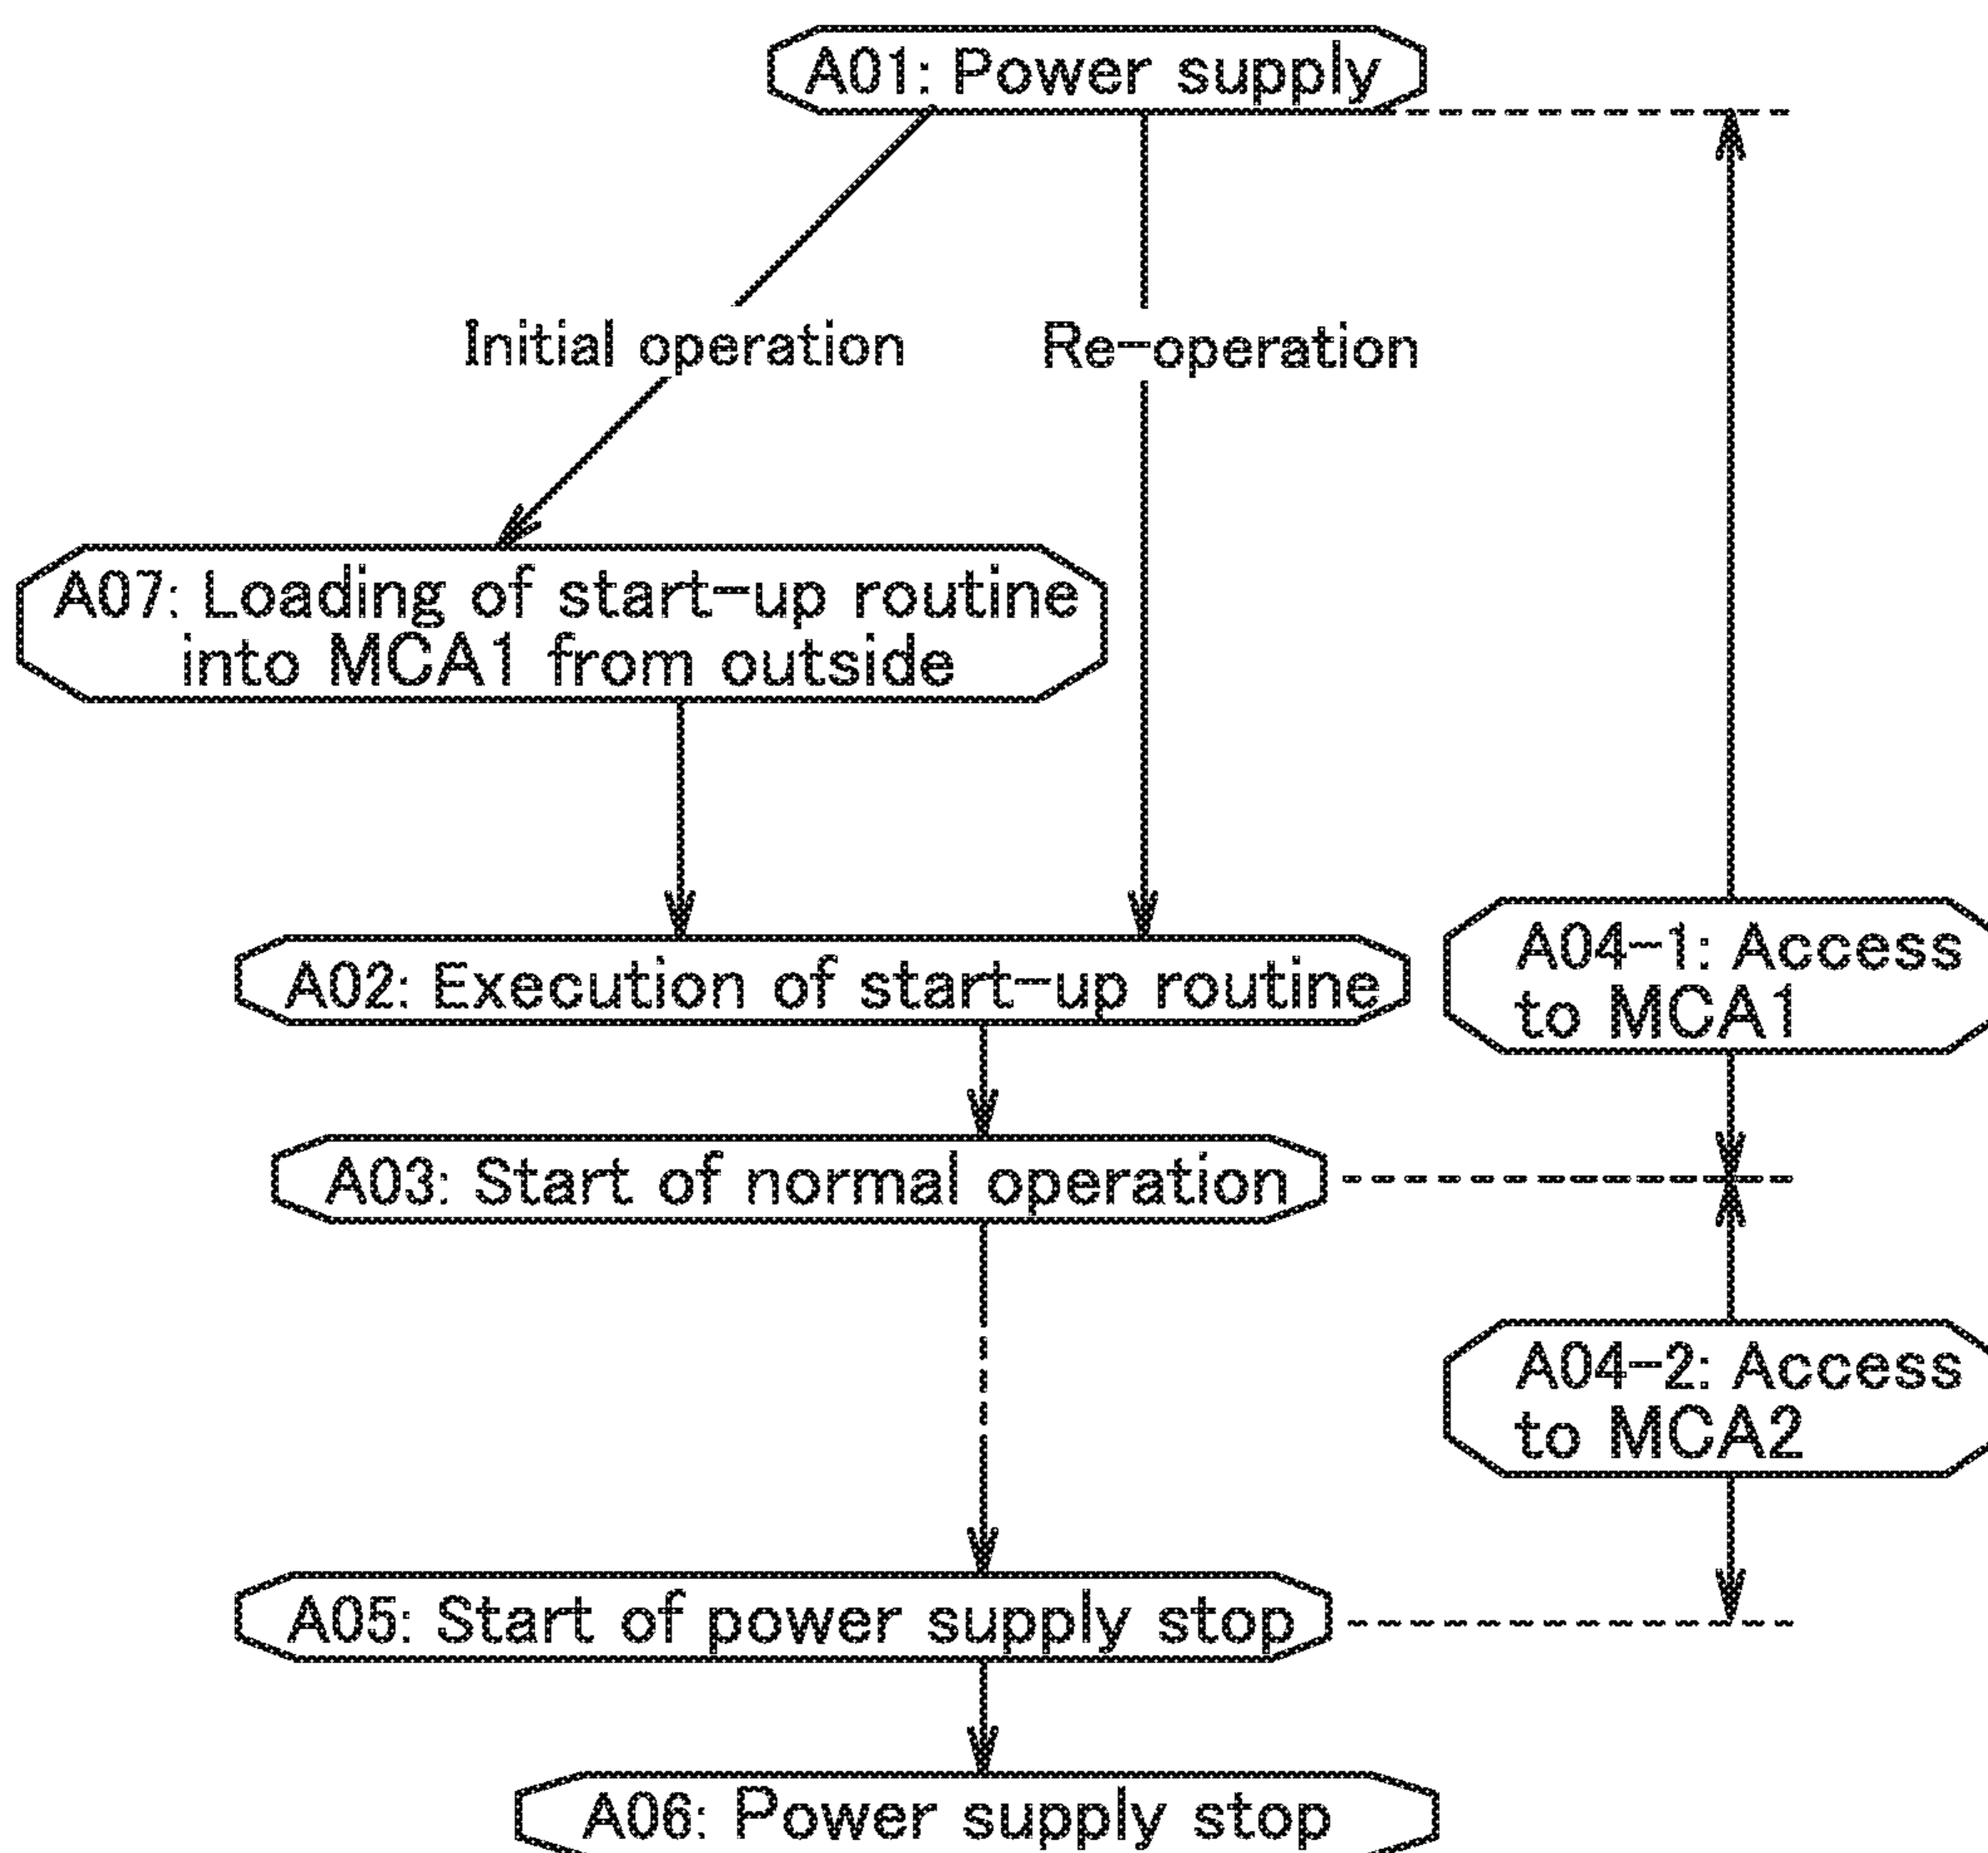 A01: Power supply
Initial operation
Re-operation
A07: Loading of start-up routine
into MCA1 from outside
A02: Execution of start-up routine
A04-1: Access
to MCA1
A03: Start of normal operation
A04-2: Access
to MCA2
A05: Start of power supply stop
A06: Power supply stop